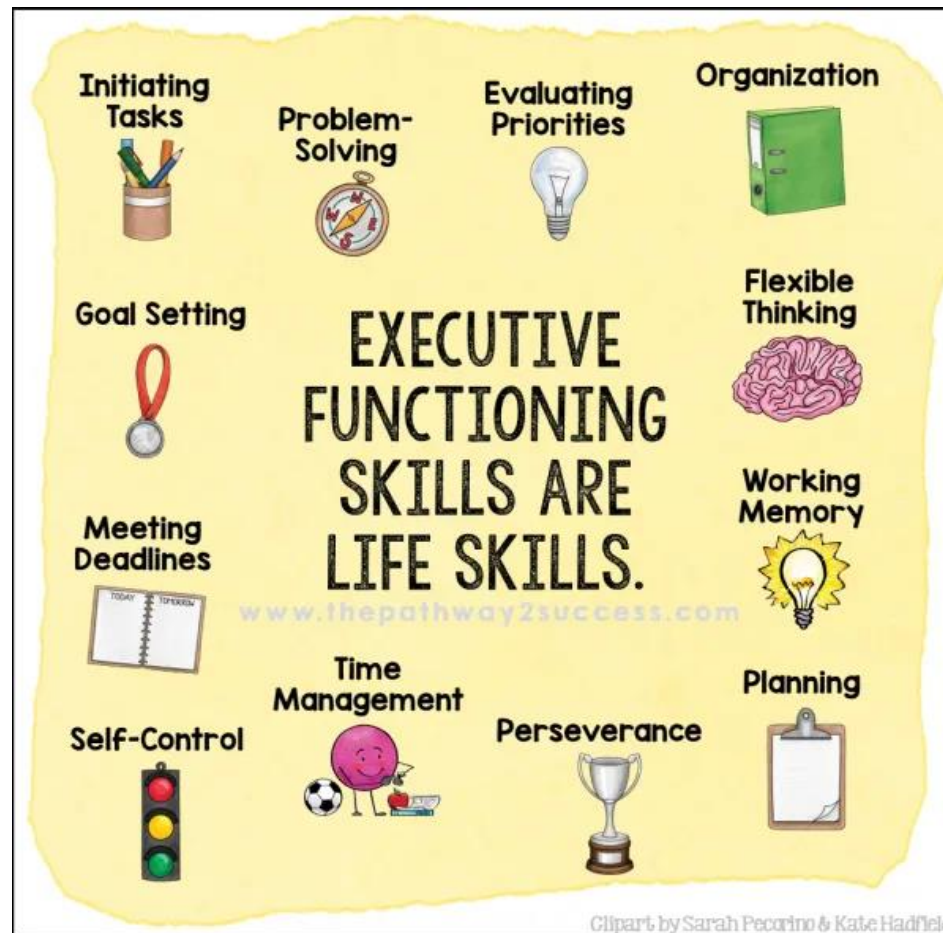 Initiating
Tasks
Problem-
Solving
Evaluating
Priorities
Organization
Goal Setting
EXECUTIVE
FUNCTIONING
SKILLS ARE
LIFE SKILLS.
Flexible
Thinking
Meeting
Deadlines
TODAY
TOMORROW
Working
Memory
www.thepathway2success.com
Self-Control
Time
Management
Perseverance
Planning
Clipart by Sarah Pecorino & Kate Hadfiel